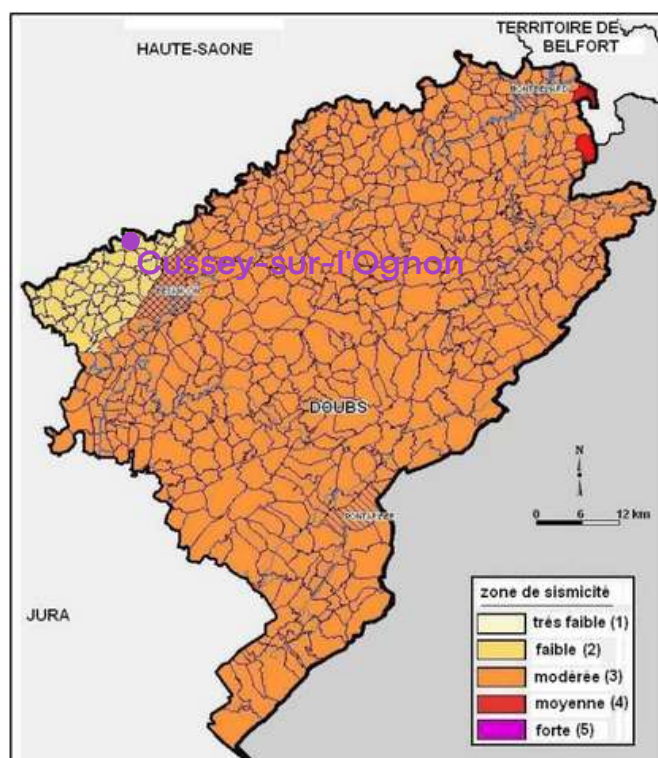 TERRITOIRE DE
BELFORT
HAUTE-SAONE
Cussey-sur-l'Ognon
DOUBS
N
0 6 12 km
JURA
zone de sismicité
trés faible (1)
faible (2)
modérée (3)
moyenne (4)
forte (5)